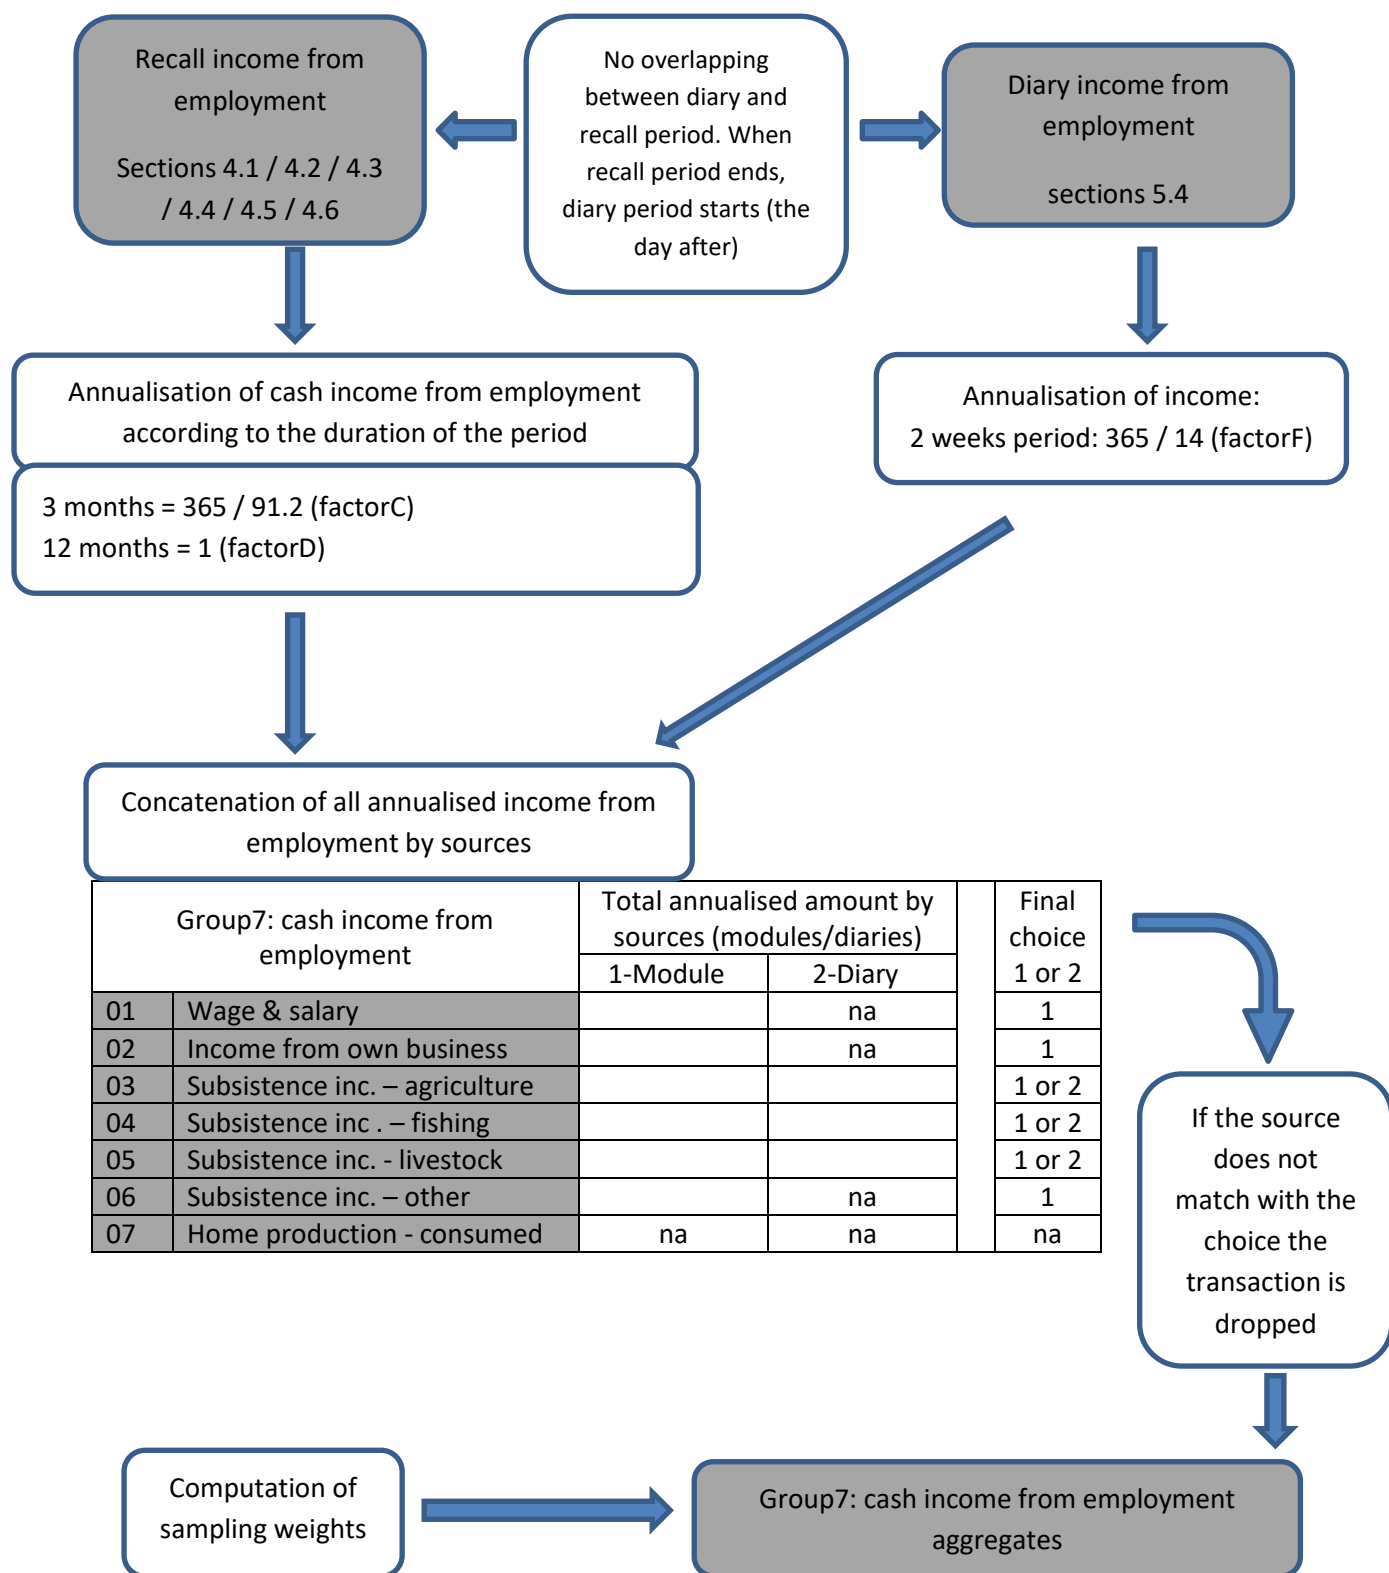 Recall income from
employment
Sections 4.1 / 4.2 / 4.3
/ 4.4 / 4.5 / 4.6
No overlapping
between diary and
recall period. When
recall period ends,
diary period starts (the
day after)
Diary income from
employment
sections 5.4
Annualisation of cash income from employment
according to the duration of the period
3 months = 365 / 91.2 (factorC)
12 months = 1 (factorD)
Annualisation of income:
2 weeks period: 365 / 14 (factorF)
Concatenation of all annualised income from
employment by sources
Group7: cash income from
employment
Total annualised amount by
sources (modules/diaries)
1-Module 2-Diary
Final
choice
1 or 2
01 Wage & salary na 1
02 Income from own business na 1
03 Subsistence inc. – agriculture 1 or 2
04 Subsistence inc . – fishing 1 or 2
05 Subsistence inc. - livestock 1 or 2
06 Subsistence inc. – other na 1
07 Home production - consumed na na na
If the source
does not
match with the
choice the
transaction is
dropped
Computation of
sampling weights
Group7: cash income from employment
aggregates